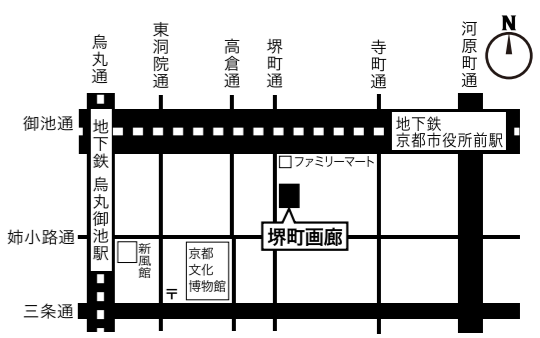 烏丸通
東洞院通
高倉通
堺町通
寺町通
河原町通
N
御池通
地下鉄
京都市役所前駅
地下鉄 烏丸御池駅
ファミリーマート
堺町画廊
姉小路通
新風館
京都
文化
博物館
〒
三条通